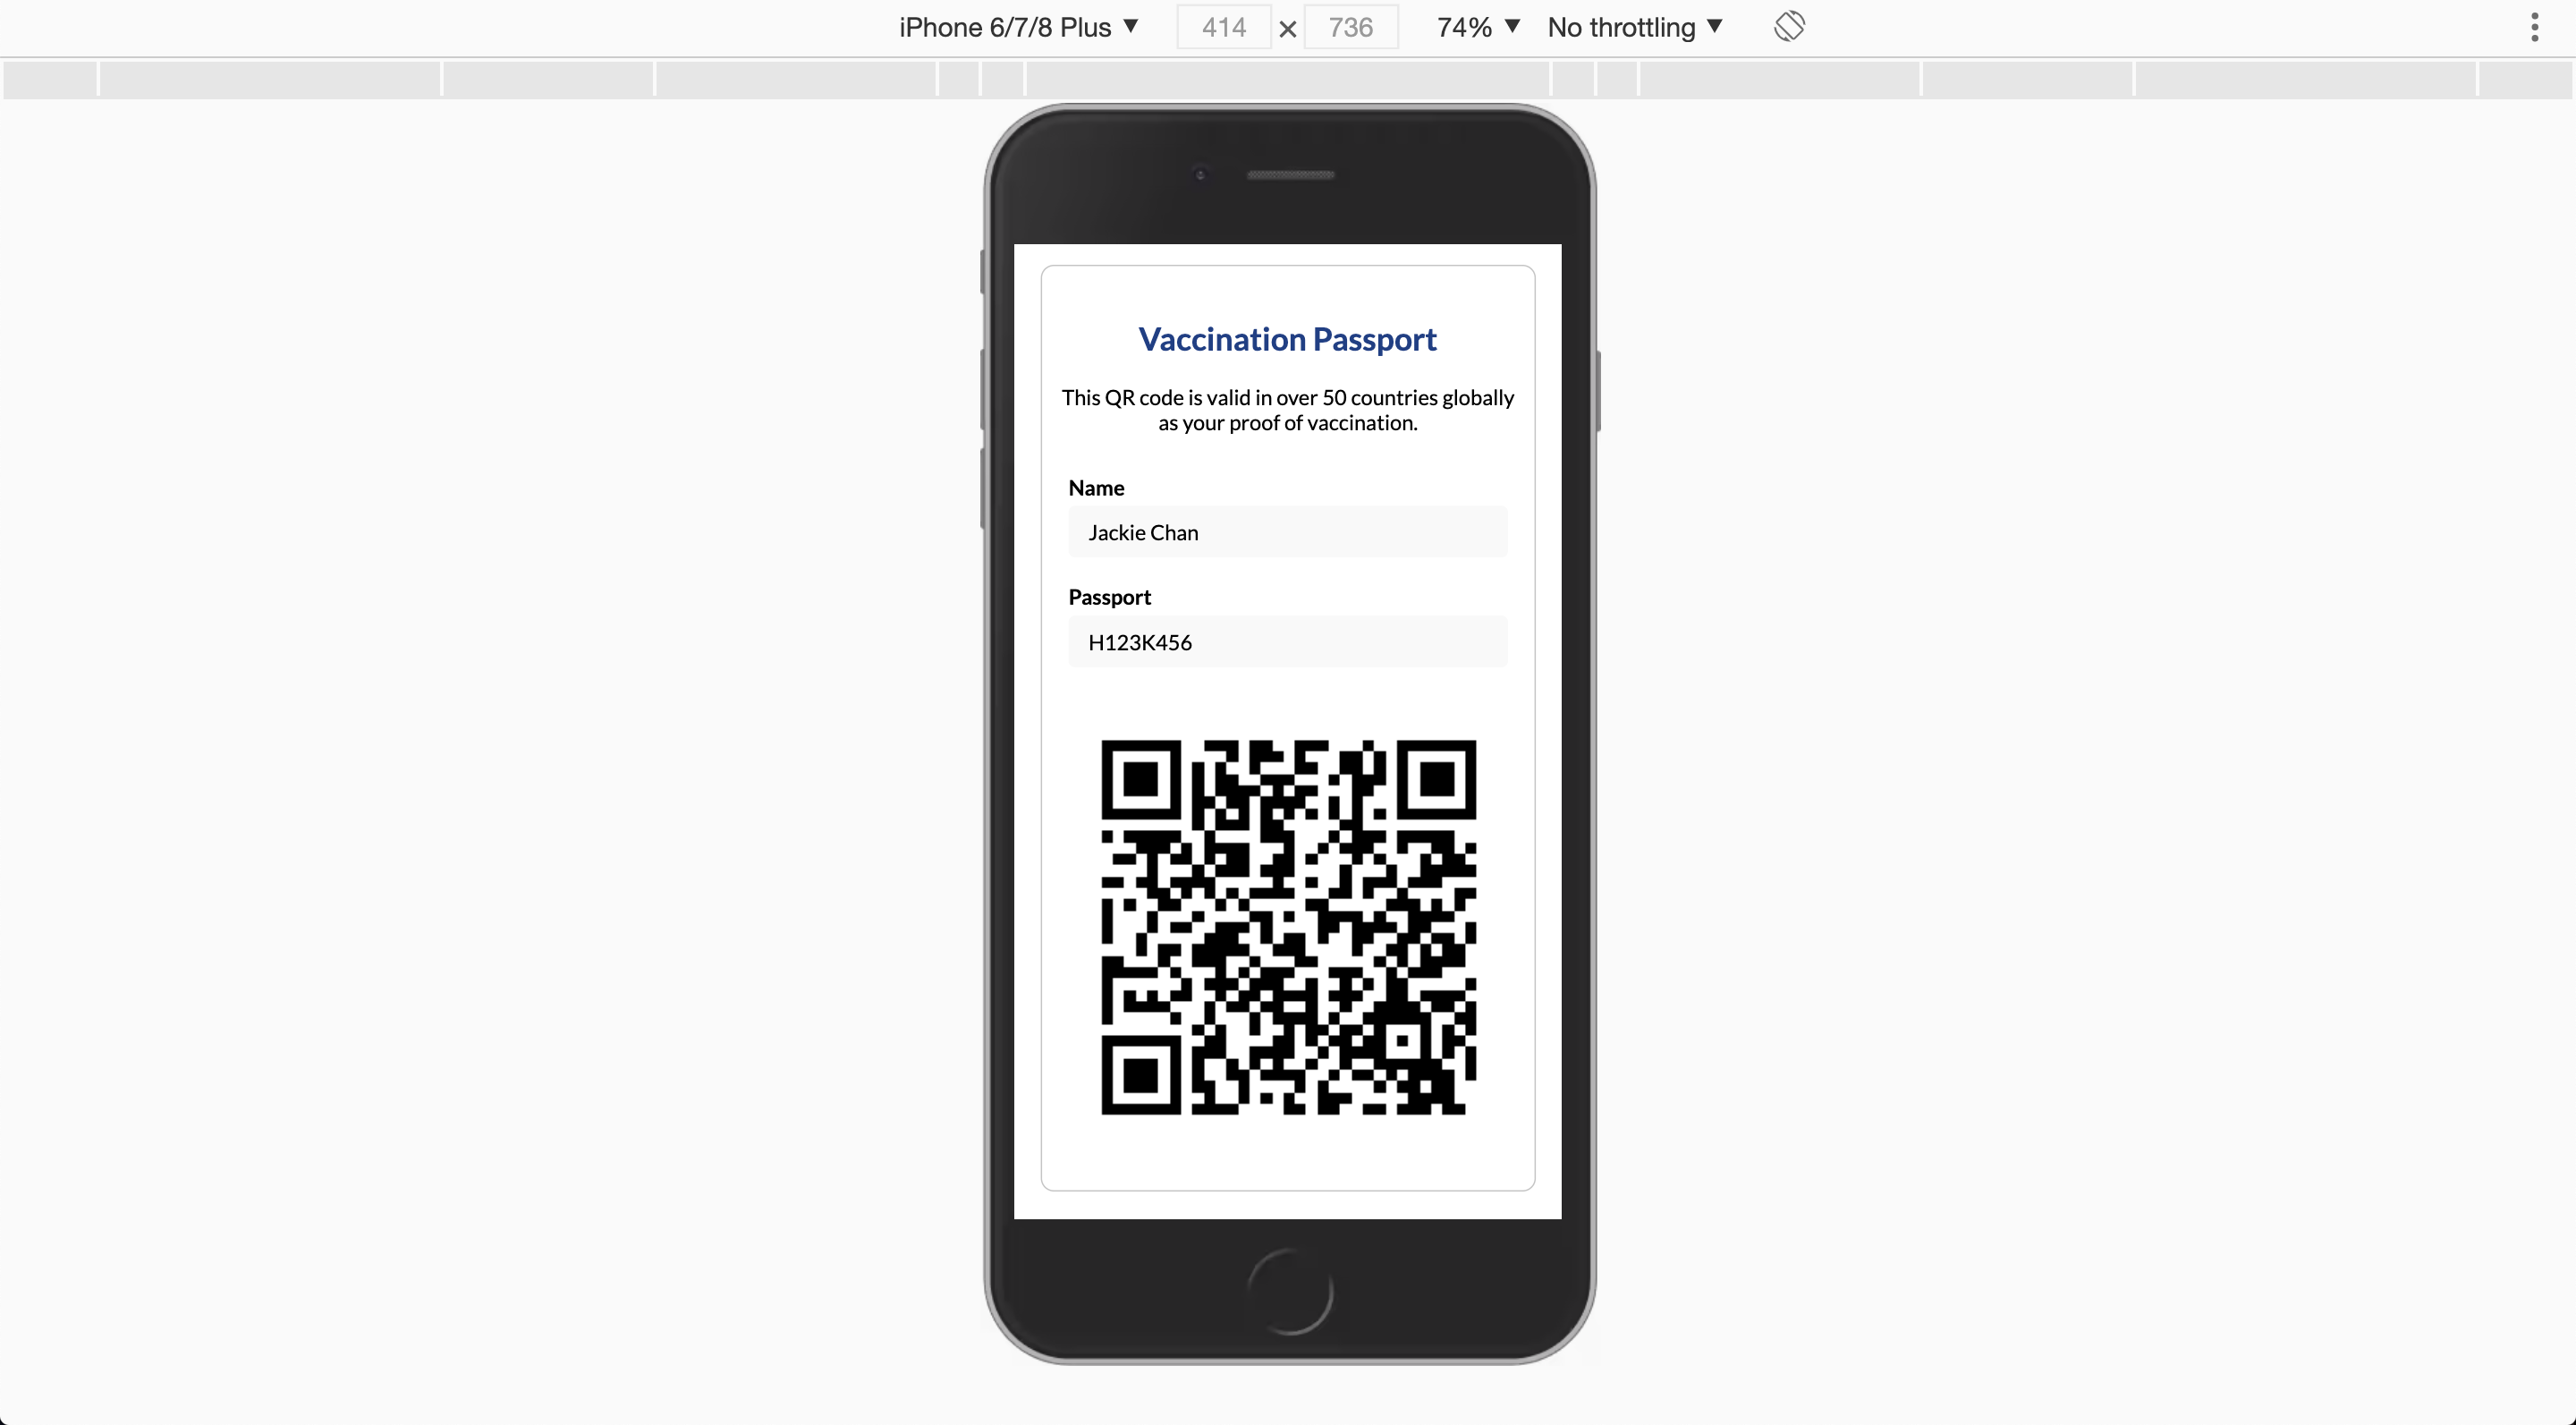 iPhone 6/7/8 Plus ▼ 414 × 736 74% ▼ No throttling ▼
Vaccination Passport
This QR code is valid in over 50 countries globally
as your proof of vaccination.
Name
Jackie Chan
Passport
H123K456